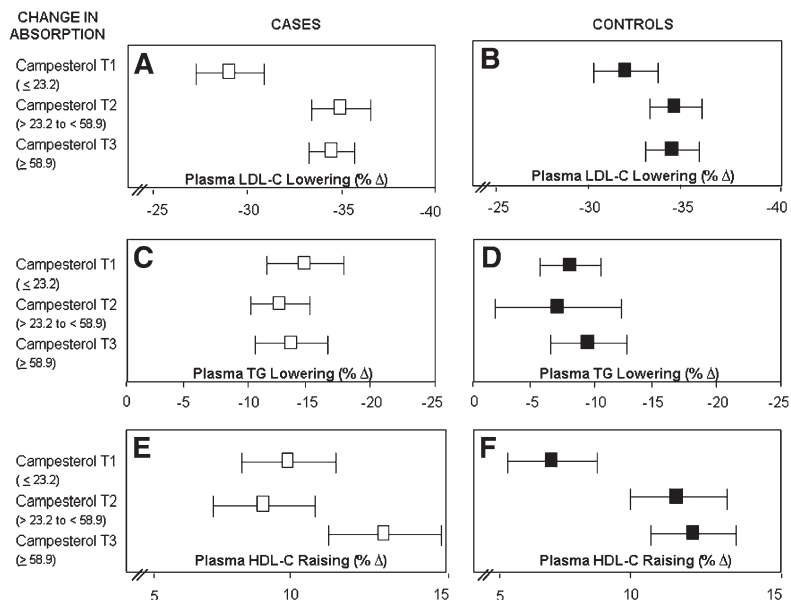 CHANGE IN
ABSORPTION
CASES
CONTROLS
Campesterol T1
( ≤ 23.2)
Campesterol T2
(> 23.2 to < 58.9)
Campesterol T3
(≥ 58.9)
A
Plasma LDL-C Lowering (% Δ)
-25 -30 -35 -40
B
Plasma LDL-C Lowering (% Δ)
-25 -30 -35 -40
Campesterol T1
( ≤ 23.2)
Campesterol T2
(> 23.2 to < 58.9)
Campesterol T3
(≥ 58.9)
C
Plasma TG Lowering (% Δ)
0 -5 -10 -15 -20 -25
D
Plasma TG Lowering (% Δ)
0 -5 -10 -15 -20 -25
Campesterol T1
( ≤ 23.2)
Campesterol T2
(> 23.2 to < 58.9)
Campesterol T3
(≥ 58.9)
E
Plasma HDL-C Raising (% Δ)
5 10 15
F
Plasma HDL-C Raising (% Δ)
5 10 15